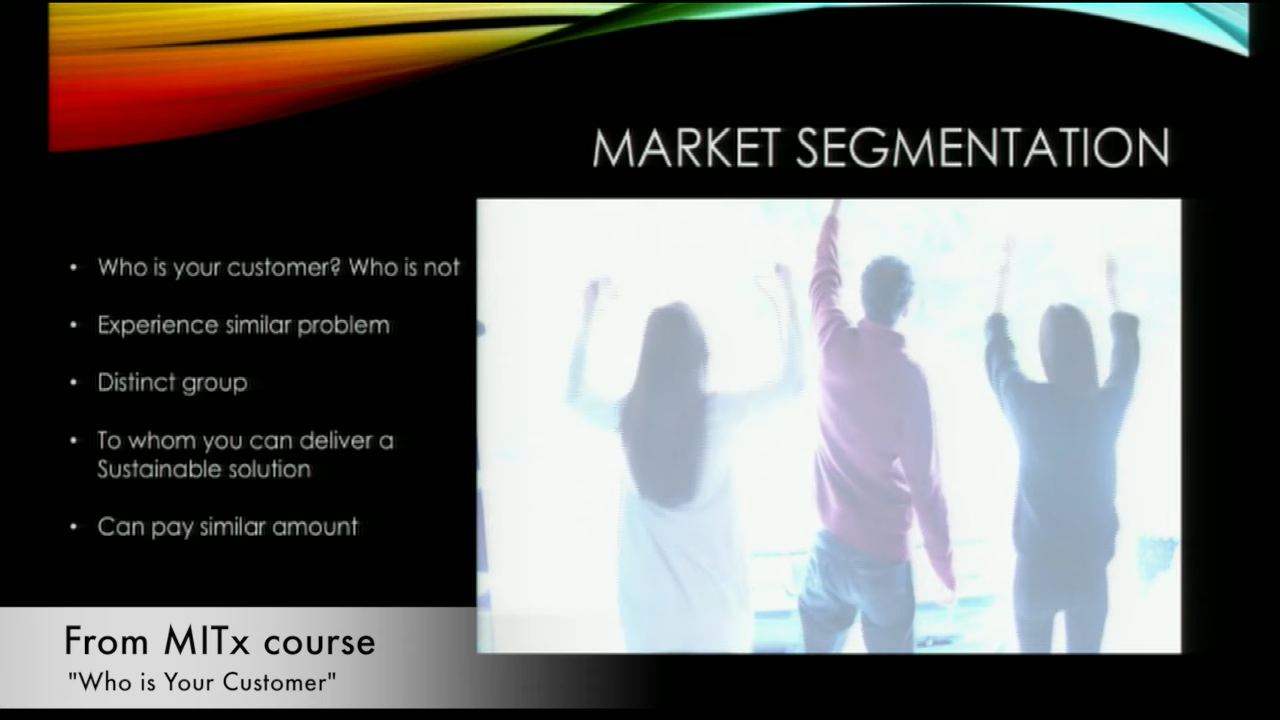 MARKET SEGMENTATION
• Who is your customer? Who is not
• Experience similar problem
• Distinct group
• To whom you can deliver a
Sustainable solution
• Can pay similar amount
From MITx course
"Who is Your Customer"